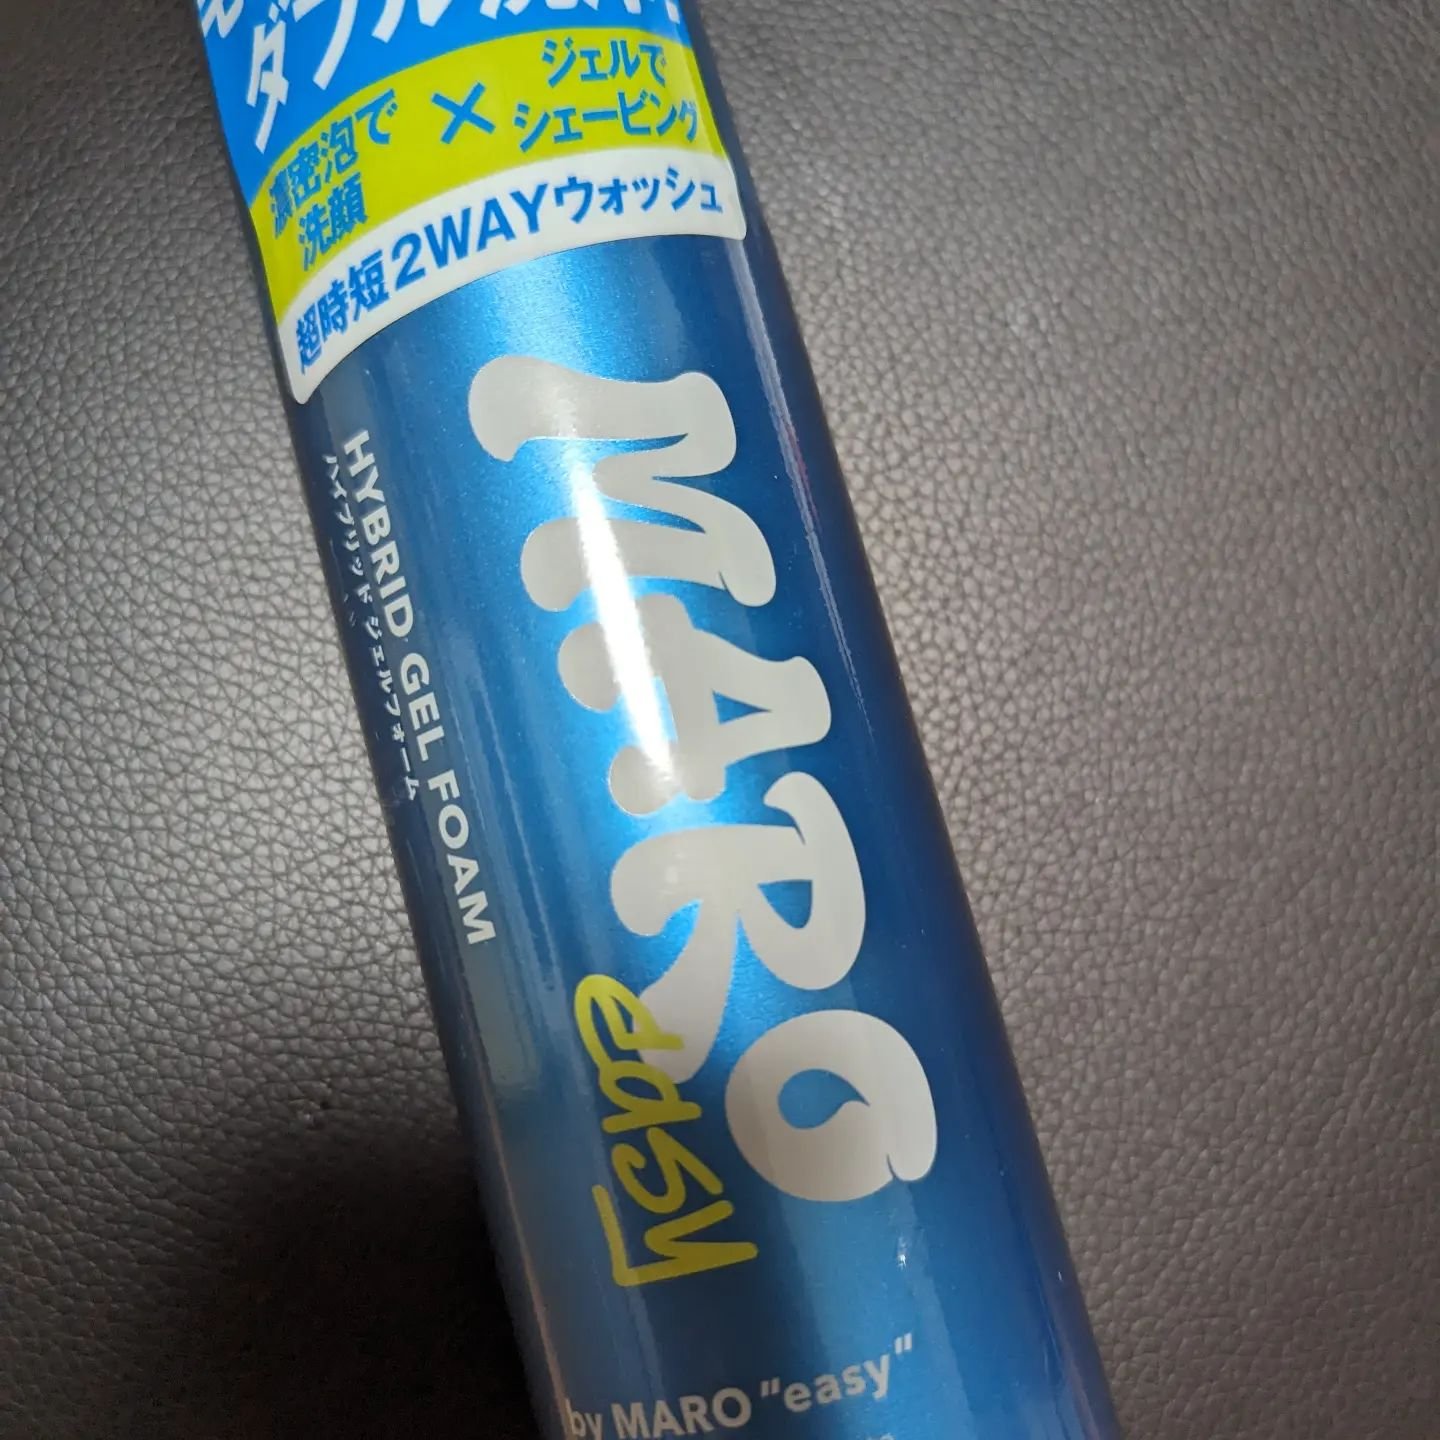 ダブル洗
濃密泡で
洗顔
×
ジェルで
シェービング
超時短2WAYウォッシュ
MARO
easy
HYBRID GEL FOAM
ハイブリッド ジェルフォーム
by MARO "easy"